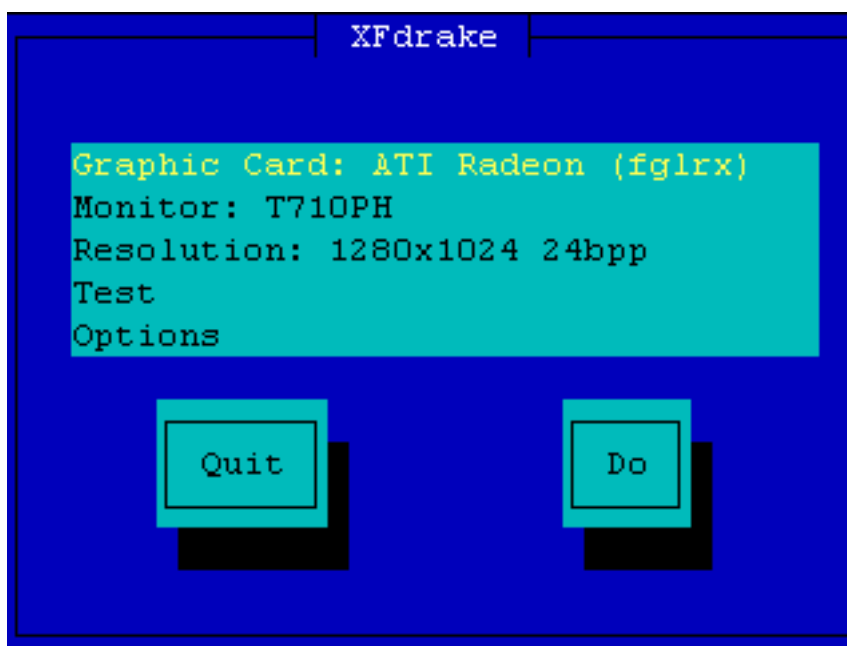 XFdrake
Graphic Card: ATI Radeon (fglrx)
Monitor: T710PH
Resolution: 1280x1024 24bpp
Test
Options
Quit
Do